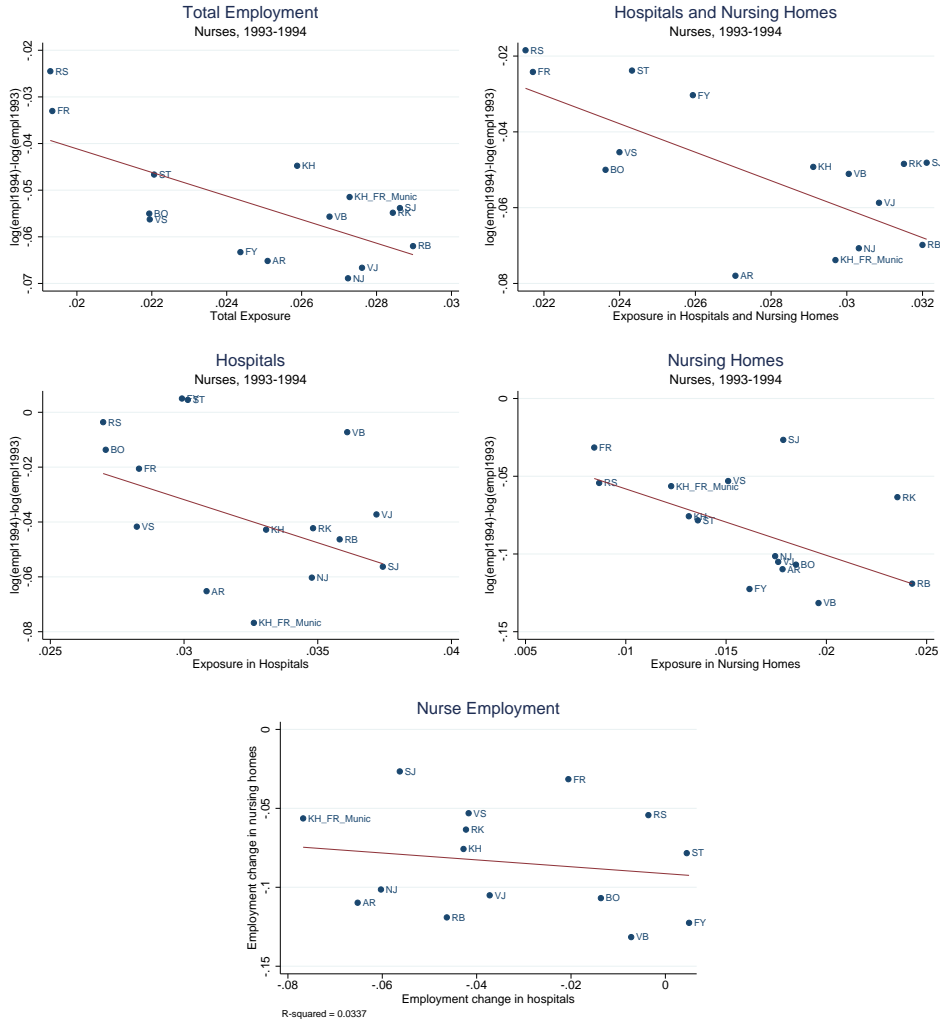 Total Employment
Nurses, 1993-1994
log(empl1994)-log(empl1993)
-.02
-.03
-.04
-.05
-.06
-.07
RS
FR
ST
KH
KH_FR_Munic
BO
VS
VB
SJ
RK
RB
FY
AR
VJ
NJ
.02
.022
.024
.026
.028
.03
Total Exposure
Hospitals and Nursing Homes
Nurses, 1993-1994
log(empl1994)-log(empl1993)
-.02
-.04
-.06
-.08
RS
FR
ST
FY
VS
BO
KH
VB
RK
SJ
VJ
NJ
RB
KH_FR_Munic
AR
.022
.024
.026
.028
.03
.032
Exposure in Hospitals and Nursing Homes
Hospitals
Nurses, 1993-1994
log(empl1994)-log(empl1993)
0
-.02
-.04
-.06
-.08
FY
ST
RS
VB
BO
FR
VJ
VS
KH
RK
RB
SJ
NJ
AR
KH_FR_Munic
.025
.03
.035
.04
Exposure in Hospitals
Nursing Homes
Nurses, 1993-1994
log(empl1994)-log(empl1993)
0
-.05
-.1
-.15
SJ
FR
RS
KH_FR_Munic
VS
RK
KH
ST
NJ
VJ
BO
AR
FY
RB
VB
.005
.01
.015
.02
.025
Exposure in Nursing Homes
Nurse Employment
Employment change in nursing homes
0
-.05
-.1
-.15
SJ
FR
KH_FR_Munic
VS
RS
RK
KH
ST
NJ
VJ
BO
AR
RB
FY
VB
-.08
-.06
-.04
-.02
0
Employment change in hospitals
R-squared = 0.0337